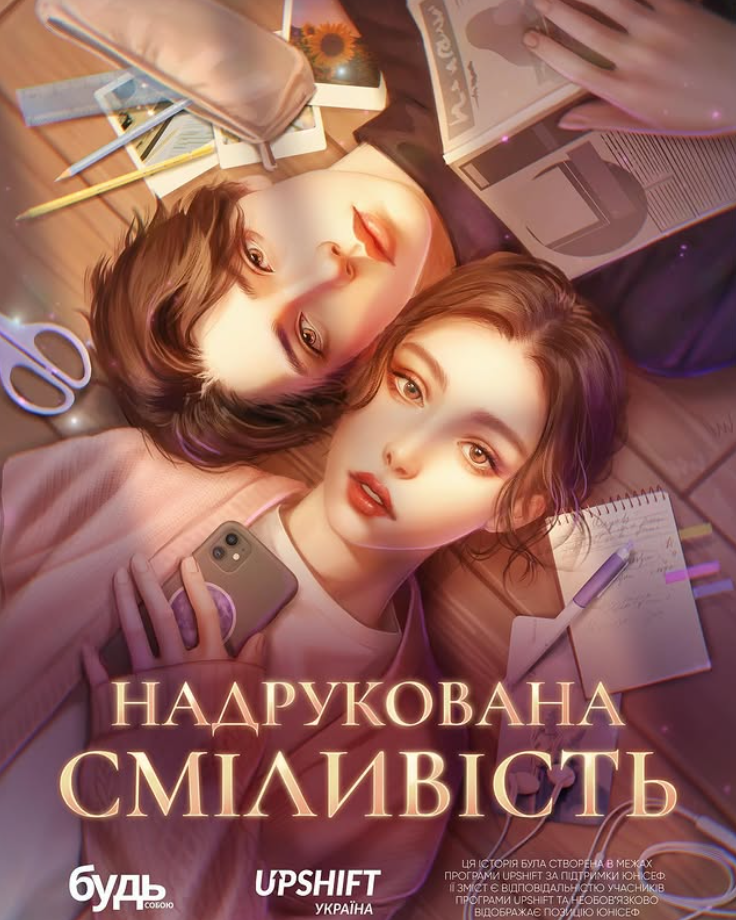 НАДРУКОВАНА
СМІЛИВІСТЬ
будь
собою
UPSHIFT
УКРАЇНА
ЦЯ ІСТОРІЯ БУЛА СТВОРЕНА В МЕЖАХ
ПРОГРАМИ UPSHIFT ЗА ПІДТРИМКИ ЮНІСЕФ.
ЇЇ ЗМІСТ Є ВІДПОВІДАЛЬНІСТЮ УЧАСНИКІВ
ПРОГРАМИ UPSHIFT ТА НЕОБОВ'ЯЗКОВО
ВІДОБРАЖАЄ ПОЗИЦІЮ ЮНІСЕФ